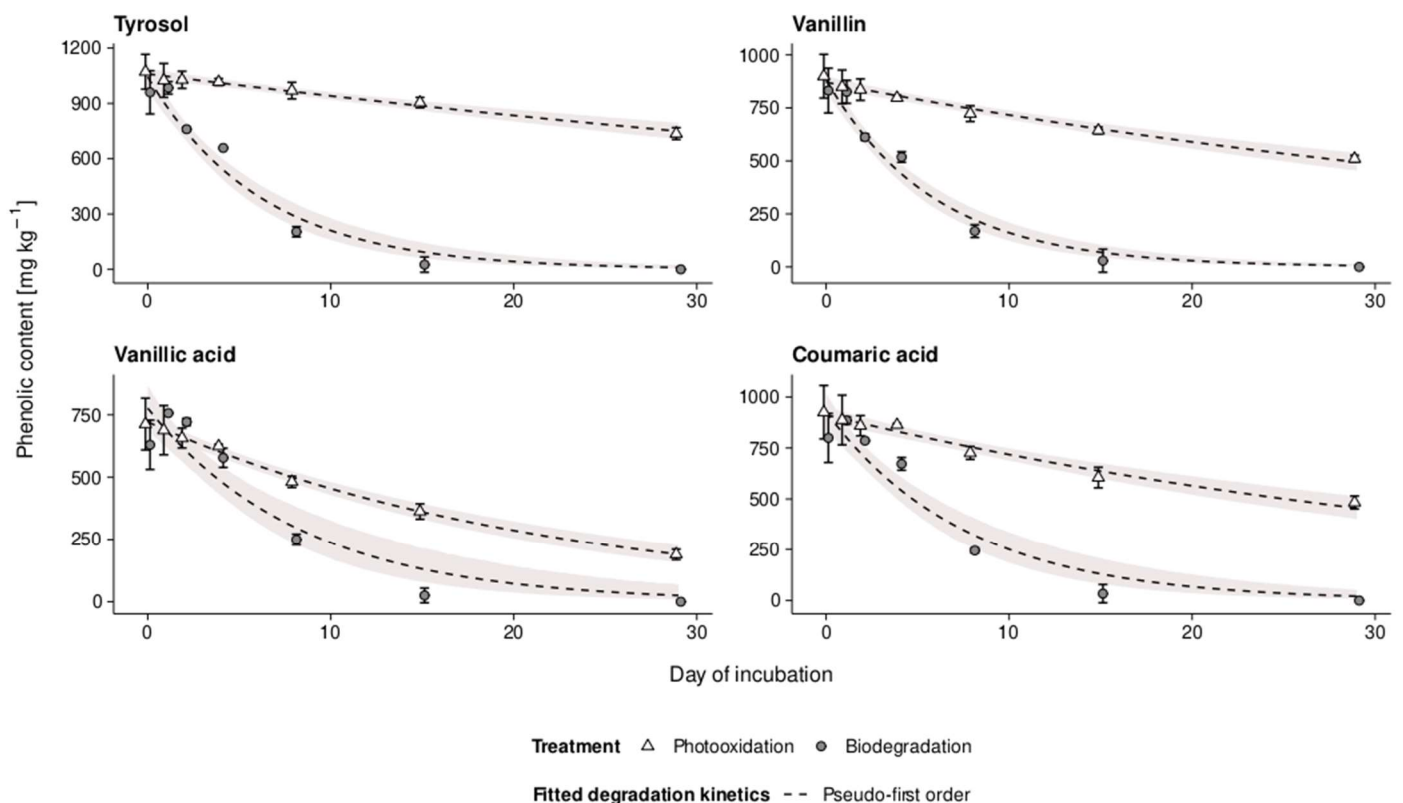 Tyrosol
Vanillin
Phenolic content [mg kg⁻¹]
1200
900
600
300
0
0 10 20 30
1000
750
500
250
0
0 10 20 30
Vanillic acid
Coumaric acid
750
500
250
0
0 10 20 30
1000
750
500
250
0
0 10 20 30
Day of incubation
Treatment Photooxidation Biodegradation
Fitted degradation kinetics Pseudo-first order